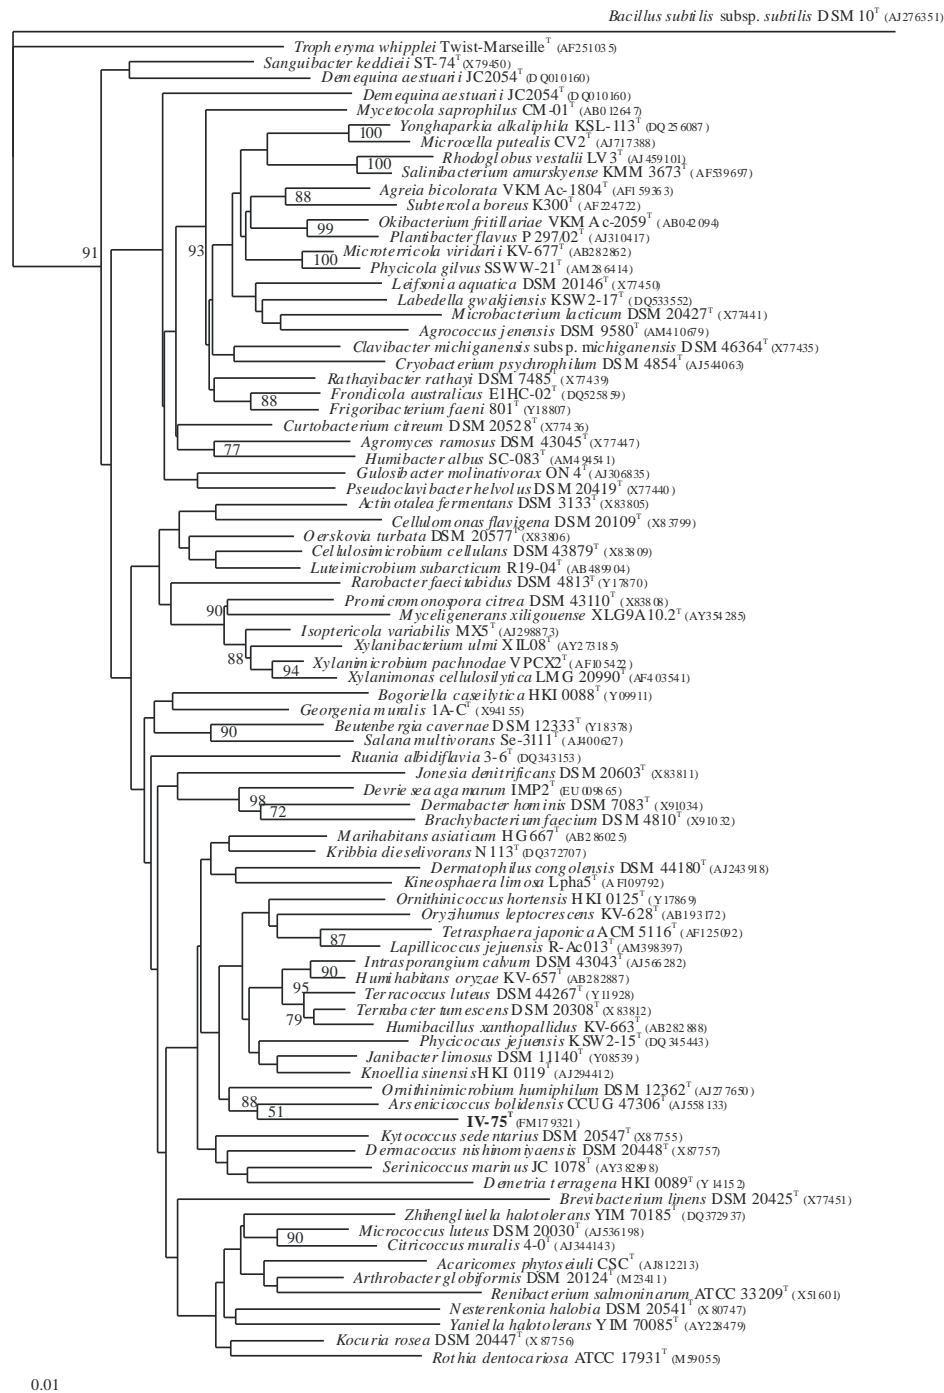 Bacillus subtilis subsp. subtilis DSM 10T (AJ276351)
Tropheryma whipplei Twist-MarseilleT (AF251035)
Sanguibacter keddieii ST-74T (X79450)
Demequina aestuarii JC2054T (DQ010160)
Demequina aestuarii JC2054T (DQ010160)
Mycetocola saprophilus CM-01T (AB012647)
Yonghaparkia alkaliphila KSL-113T (DQ256087)
100
Microcella putealis CV2T (AJ717388)
Rhodoglobus vestalii LV3T (AJ459101)
100
Salinibacterium amurskyense KMM 3673T (AF539697)
Agreia bicolorata VKM Ac-1804T (AF159363)
88
Subtercola boreus K300T (AF224722)
Okibacterium fritillariae VKM Ac-2059T (AB042094)
99
Plantibacter flavus P 297/02T (AJ310417)
91
93
Microterricola viridarii KV-677T (AB282862)
100
Phycicola gilvus SSWW-21T (AM286414)
Leifsonia aquatica DSM 20146T (X77450)
Labedella gwakjiensis KSW2-17T (DQ533552)
Microbacterium lacticum DSM 20427T (X77441)
Agrococcus jenensis DSM 9580T (AM410679)
Clavibacter michiganensis subsp. michiganensis DSM 46364T (X77435)
Cryobacterium psychrophilum DSM 4854T (AJ544063)
Rathayibacter rathayi DSM 7485T (X77439)
Frondicola australicus E1HC-02T (DQ525859)
88
Frigoribacterium faeni 801T (Y18807)
Curtobacterium citreum DSM 20528T (X77436)
Agromyces ramosus DSM 43045T (X77447)
77
Humibacter albus SC-083T (AM494541)
Gulosibacter molinativorax ON 4T (AJ306835)
Pseudoclavibacter helvolus DSM 20419T (X77440)
Actinotalea fermentans DSM 3133T (X83805)
Cellulomonas flavigena DSM 20109T (X83799)
Oerskovia turbata DSM 20577T (X83806)
Cellulosimicrobium cellulans DSM 43879T (X83809)
Luteimicrobium subarcticum R19-04T (AB489904)
Rarobacter faecitabidus DSM 4813T (Y17870)
Promicromonospora citrea DSM 43110T (X83808)
90
Myceligenerans xiligouense XLG9A10.2T (AY354285)
Isoptericola variabilis MX5T (AJ298873)
Xylanibacterium ulmi XIL08T (AY273185)
88
Xylanimicrobium pachnodae VPCX2T (AF105422)
94
Xylanimonas cellulosilytica LMG 20990T (AF403541)
Bogoriella caseilytica HKI 0088T (Y09911)
Georgenia muralis 1A-CT (X94155)
Beutenbergia cavernae DSM 12333T (Y18378)
90
Salana multivorans Se-3111T (AJ400627)
Ruania albidiflavia 3-6T (DQ343153)
Jonesia denitrificans DSM 20603T (X83811)
Devriesea agamarum IMP2T (EU009865)
98
Dermabacter hominis DSM 7083T (X91034)
72
Brachybacterium faecium DSM 4810T (X91032)
Marihabitans asiaticum HG667T (AB286025)
Kribbia dieselivorans N113T (DQ372707)
Dermatophilus congolensis DSM 44180T (AJ243918)
Kineosphaera limosa Lpha5T (AF109792)
Ornithinicoccus hortensis HKI 0125T (Y17869)
Oryzihumus leptocrescens KV-628T (AB193172)
Tetrasphaera japonica ACM 5116T (AF125092)
87
Lapillicoccus jejuensis R-Ac013T (AM398397)
Intrasporangium calvum DSM 43043T (AJ566282)
90
Humihabitans oryzae KV-657T (AB282887)
95
Terracoccus luteus DSM 44267T (Y11928)
Terrabacter tumescens DSM 20308T (X83812)
79
Humibacillus xanthopallidus KV-663T (AB282888)
Phycicoccus jejuensis KSW2-15T (DQ345443)
Janibacter limosus DSM 11140T (Y08539)
Knoellia sinensis HKI 0119T (AJ294412)
Ornithinimicrobium humiphilum DSM 12362T (AJ277650)
88
Arsenicicoccus bolidensis CCUG 47306T (AJ558133)
51
IV-75T (FM179321)
Kytococcus sedentarius DSM 20547T (X87755)
Dermacoccus nishinomiyaensis DSM 20448T (X87757)
Serinicoccus marinus JC 1078T (AY382898)
Demetria terragena HKI 0089T (Y14152)
Brevibacterium linens DSM 20425T (X77451)
Zhihengliuella halotolerans YIM 70185T (DQ372937)
Micrococcus luteus DSM 20030T (AJ536198)
90
Citricoccus muralis 4-0T (AJ344143)
Acaricomes phytoseiuli CSCT (AJ812213)
Arthrobacter globiformis DSM 20124T (M23411)
Renibacterium salmoninarum ATCC 33209T (X51601)
Nesterenkonia halobia DSM 20541T (X80747)
Yaniella halotolerans YIM 70085T (AY228479)
Kocuria rosea DSM 20447T (X87756)
Rothia dentocariosa ATCC 17931T (M59055)
0.01